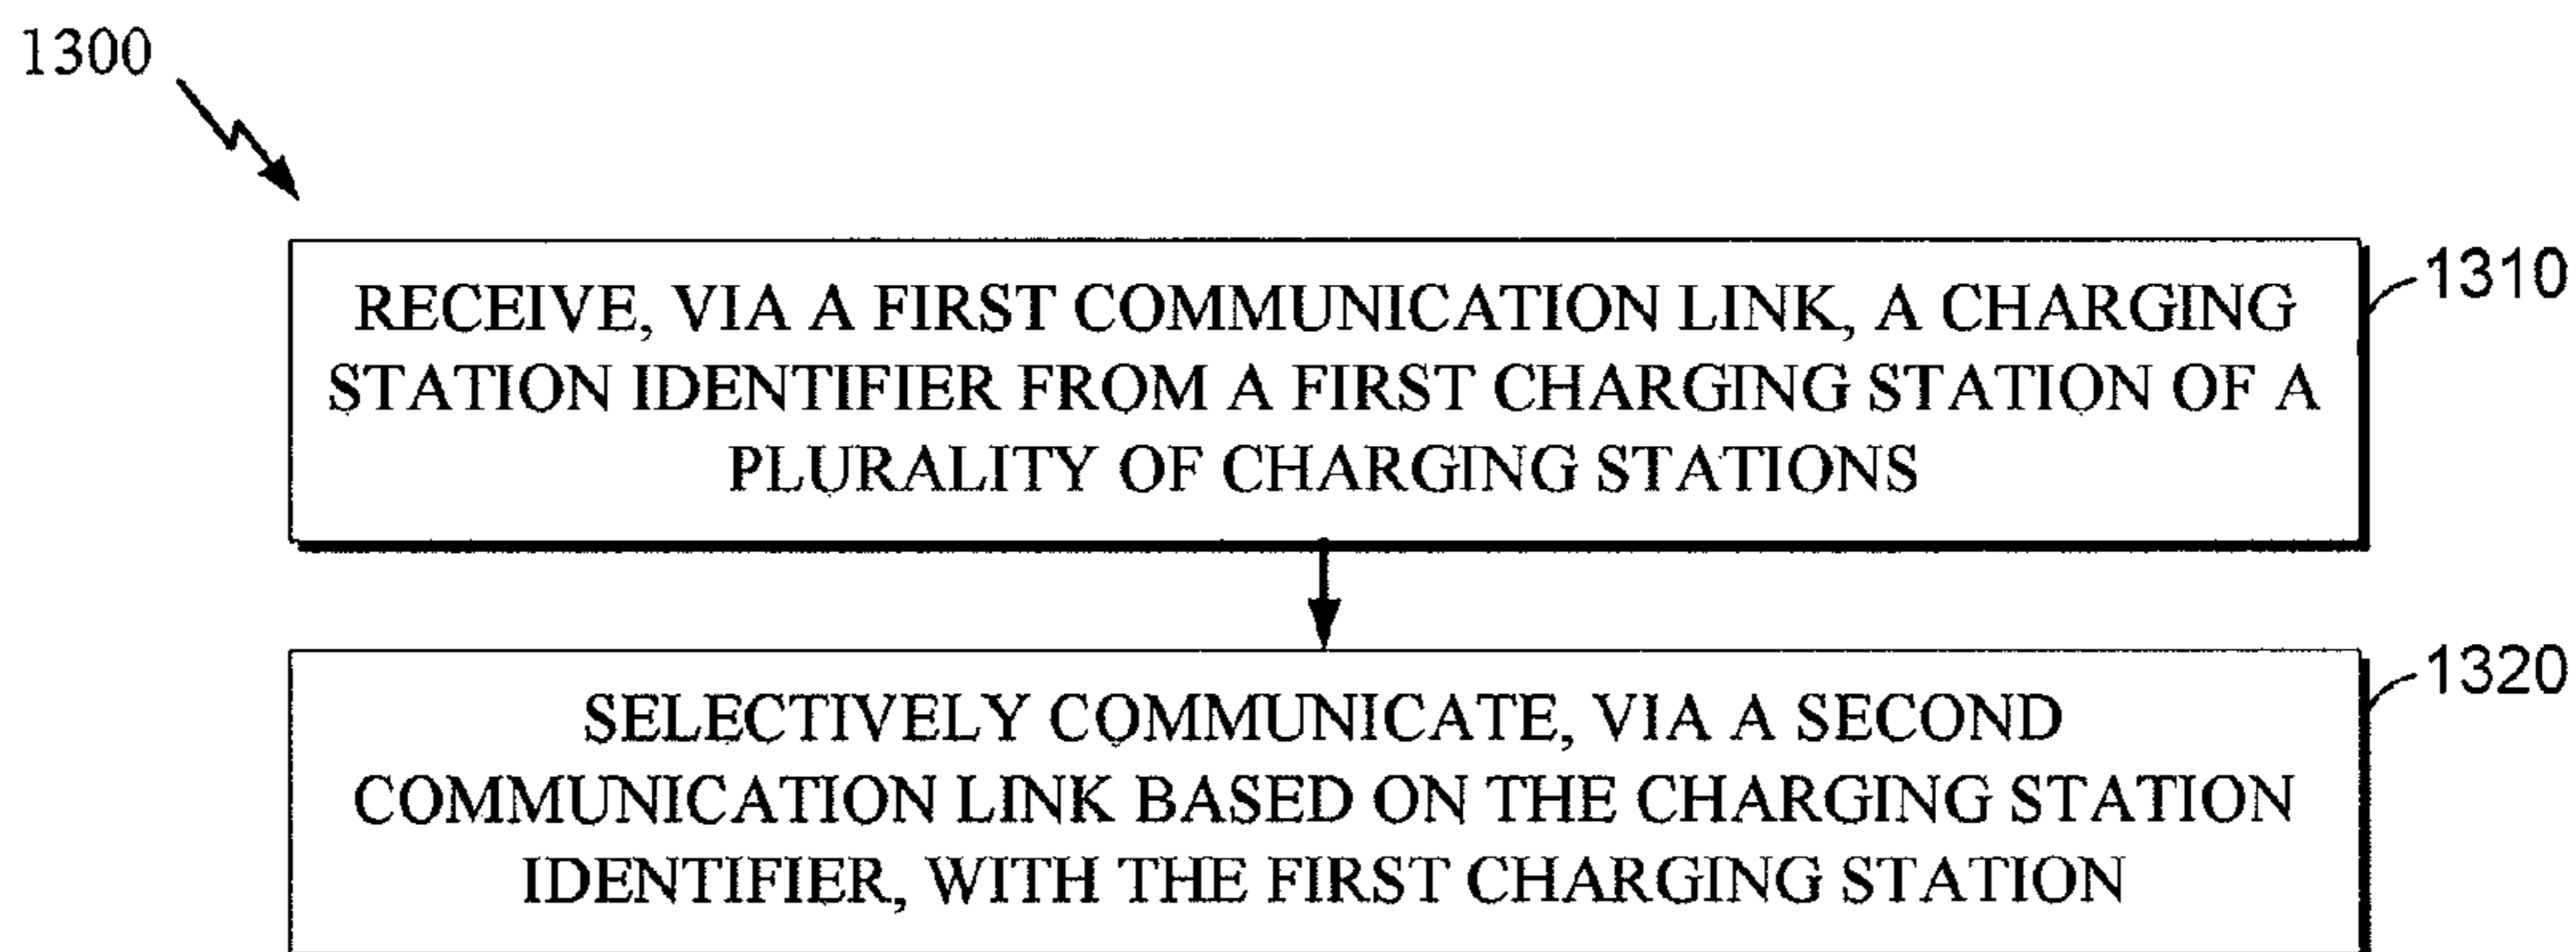 1300
RECEIVE, VIA A FIRST COMMUNICATION LINK, A CHARGING
STATION IDENTIFIER FROM A FIRST CHARGING STATION OF A
PLURALITY OF CHARGING STATIONS
1310
SELECTIVELY COMMUNICATE, VIA A SECOND
COMMUNICATION LINK BASED ON THE CHARGING STATION
IDENTIFIER, WITH THE FIRST CHARGING STATION
1320